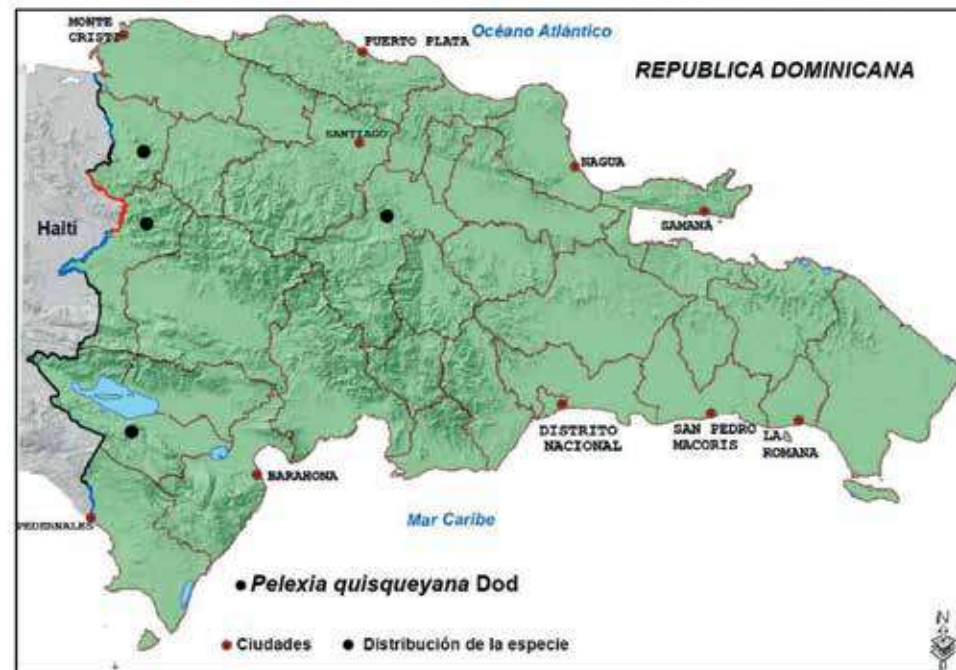 MONTE
CRISTI
PUERTO PLATA
Océano Atlántico
REPUBLICA DOMINICANA
SANTIAGO
NAGUA
SAMANÁ
Haití
DISTRITO
NACIONAL
SAN PEDRO
MACORIS
LA
ROMANA
BARAHONA
PEDERNALES
Mar Caribe
Pelexia quisqueyana Dod
Ciudades
Distribución de la especie
N